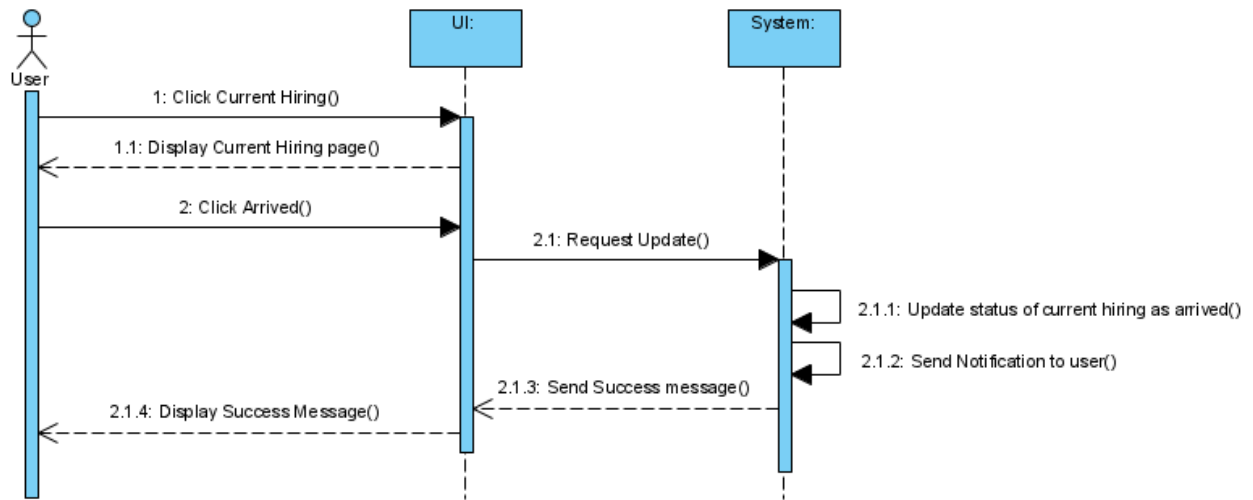 UI:
System:
User
1: Click Current Hiring()
1.1: Display Current Hiring page()
2: Click Arrived()
2.1: Request Update()
2.1.1: Update status of current hiring as arrived()
2.1.2: Send Notification to user()
2.1.3: Send Success message()
2.1.4: Display Success Message()